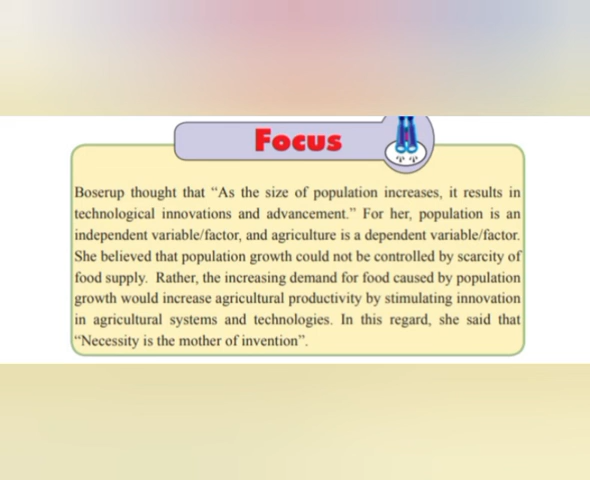 Focus
Boserup thought that “As the size of population increases, it results in
technological innovations and advancement.” For her, population is an
independent variable/factor, and agriculture is a dependent variable/factor.
She believed that population growth could not be controlled by scarcity of
food supply. Rather, the increasing demand for food caused by population
growth would increase agricultural productivity by stimulating innovation
in agricultural systems and technologies. In this regard, she said that
“Necessity is the mother of invention”.